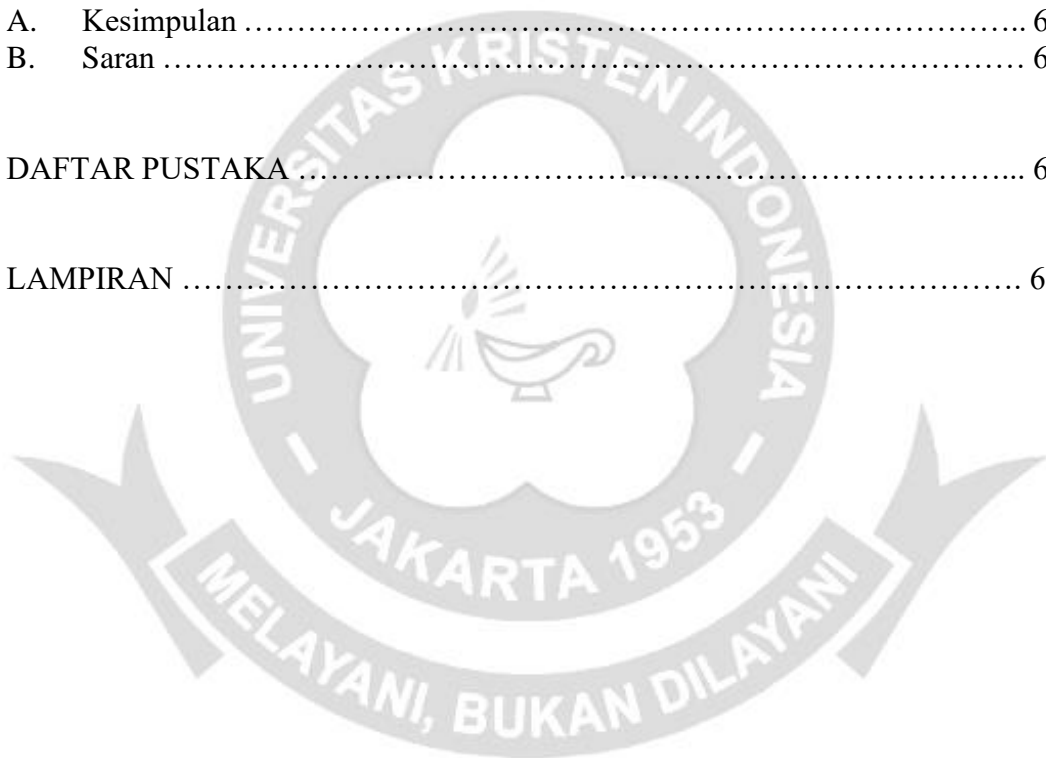 A. Kesimpulan ………………………………………………………………….. 6
B. Saran ……………………………………………………………………… 6
DAFTAR PUSTAKA …………………………………………………………... 6
LAMPIRAN ……………………………………………………………………. 6
UNIVERSITAS KRISTEN INDONESIA
JAKARTA 1953
MELAYANI, BUKAN DILAYANI